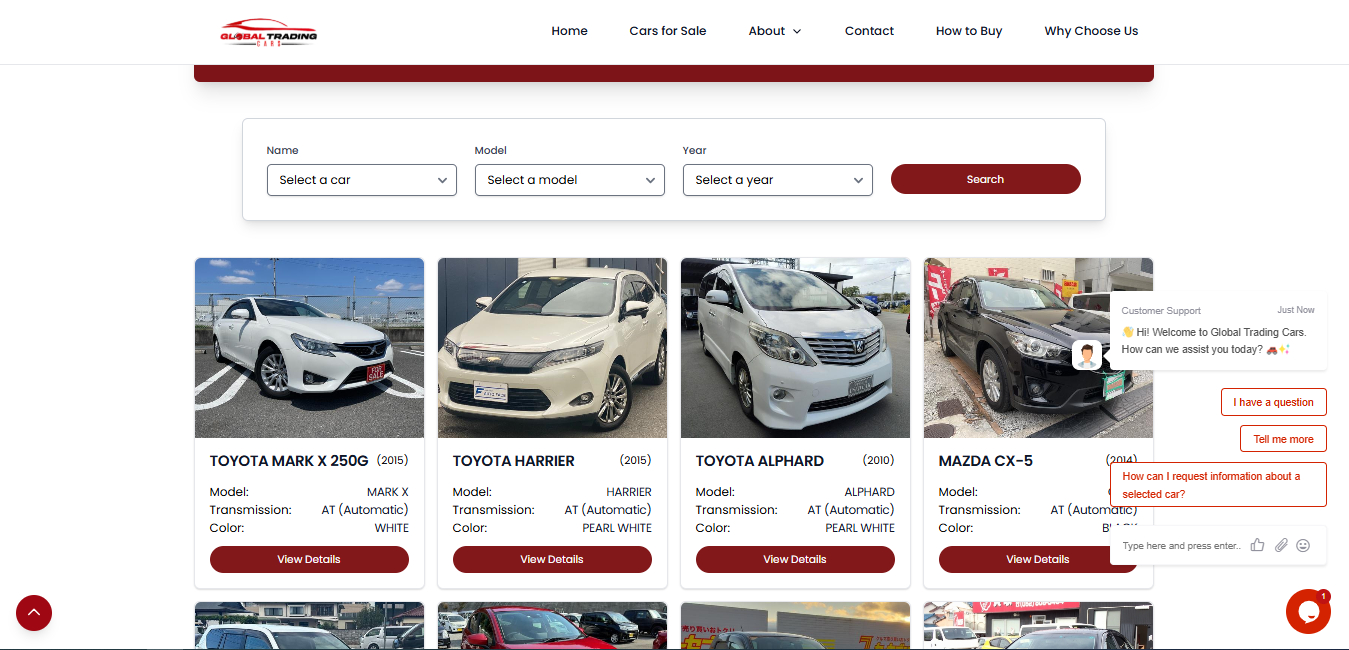 GLOBAL TRADING
CARS
Home
Cars for Sale
About
Contact
How to Buy
Why Choose Us
Name
Model
Year
Select a car
Select a model
Select a year
Search
FOR
SALE
TOYOTA MARK X 250G (2015)
Model: MARK X
Transmission: AT (Automatic)
Color: WHITE
View Details
TOYOTA HARRIER (2015)
Model: HARRIER
Transmission: AT (Automatic)
Color: PEARL WHITE
View Details
TOYOTA ALPHARD (2010)
Model: ALPHARD
Transmission: AT (Automatic)
Color: PEARL WHITE
View Details
MAZDA CX-5 (2014)
Model:
Transmission: AT (Automatic)
Color: BLACK
View Details
Customer Support Just Now
👋 Hi! Welcome to Global Trading Cars.
How can we assist you today? 🚗✨
I have a question
Tell me more
How can I request information about a
selected car?
Type here and press enter..
1